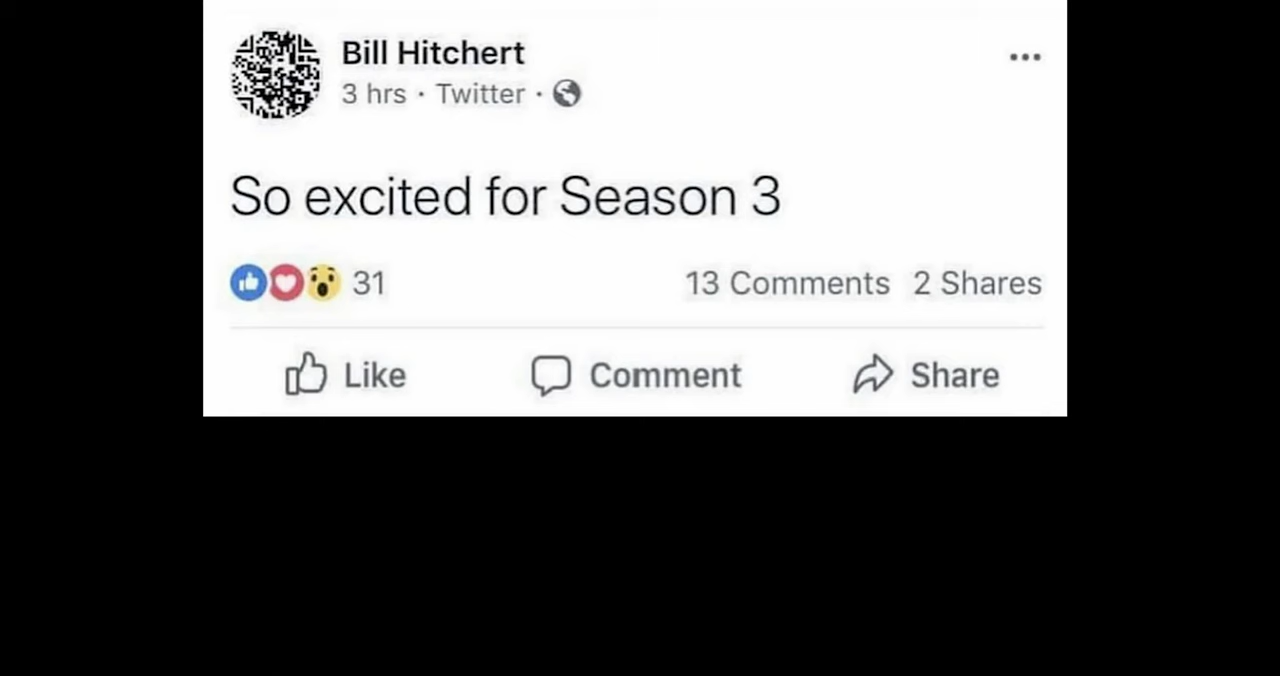 Bill Hitchert
3 hrs · Twitter ·
So excited for Season 3
31 13 Comments 2 Shares
Like Comment Share